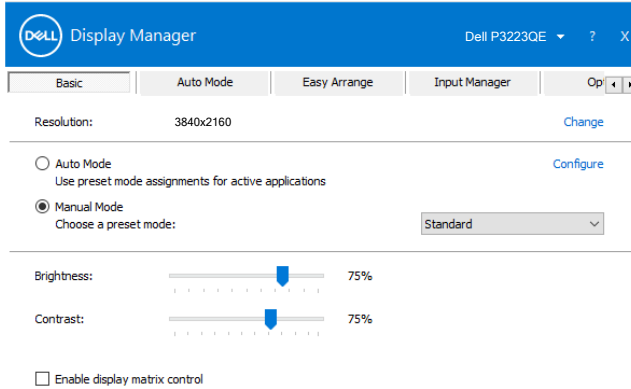 DELL Display Manager Dell P3223QE ? X
Basic Auto Mode Easy Arrange Input Manager
Resolution: 3840x2160 Change
Auto Mode Configure
Use preset mode assignments for active applications
Manual Mode
Choose a preset mode: Standard
Brightness: 75%
Contrast: 75%
Enable display matrix control